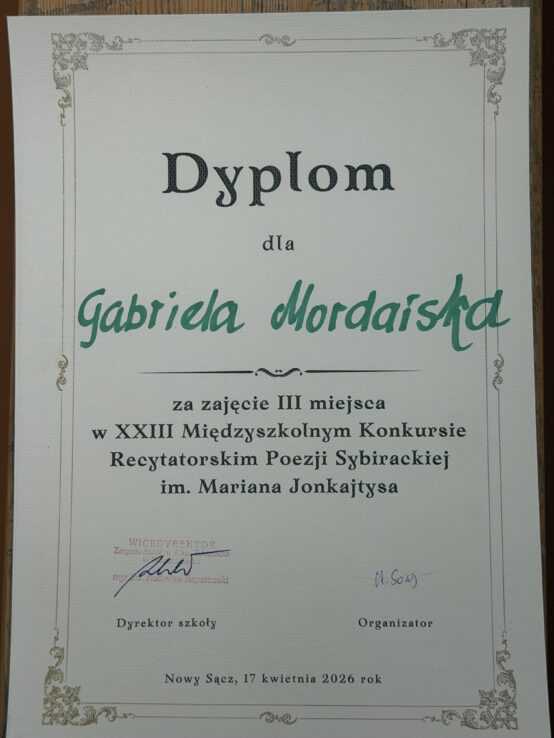 Dyplom
dla
Gabriela Mordaiska
za zajęcie III miejsca
w XXIII Międzyszkolnym Konkursie
Recytatorskim Poezji Sybirackiej
im. Mariana Jonkajtysa
WICEDYREKTOR
Dyrektor szkoły
Organizator
Nowy Sącz, 17 kwietnia 2026 rok